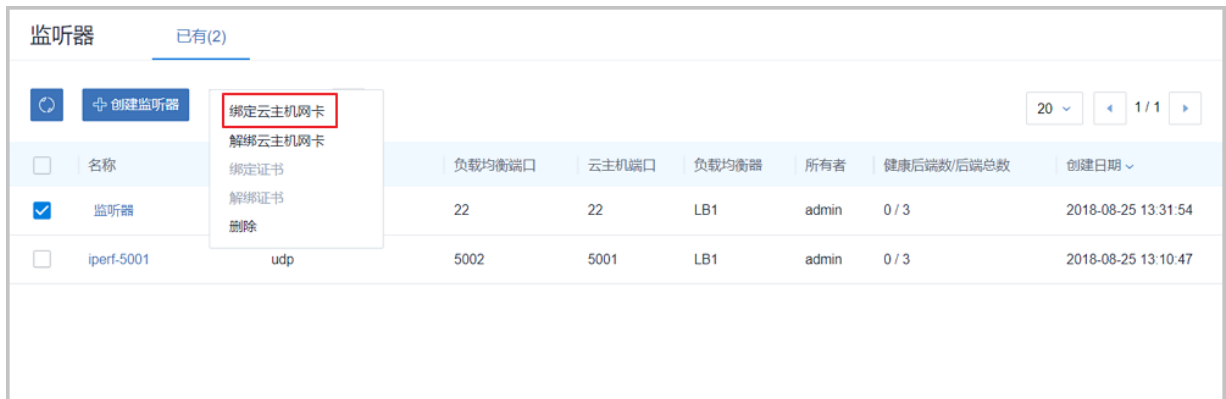 监听器 已有(2)
创建监听器
绑定云主机网卡
解绑云主机网卡
绑定证书
解绑证书
删除
20 1 / 1
名称 负载均衡端口 云主机端口 负载均衡器 所有者 健康后端数/后端总数 创建日期
监听器 22 22 LB1 admin 0 / 3 2018-08-25 13:31:54
iperf-5001 udp 5002 5001 LB1 admin 0 / 3 2018-08-25 13:10:47